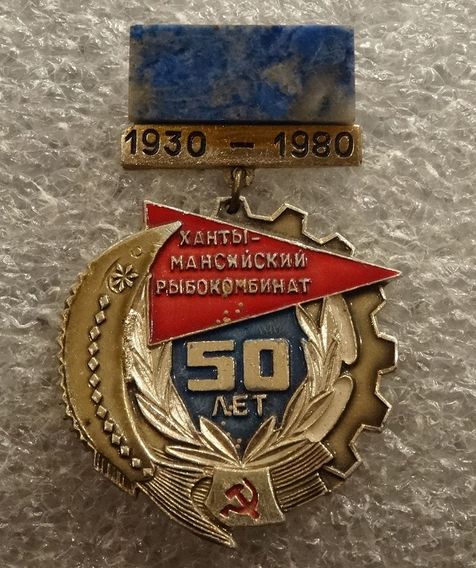 1930 - 1980
ХАНТЫ-
МАНСИЙСКИЙ
РЫБОКОМБИНАТ
50
ЛЕТ